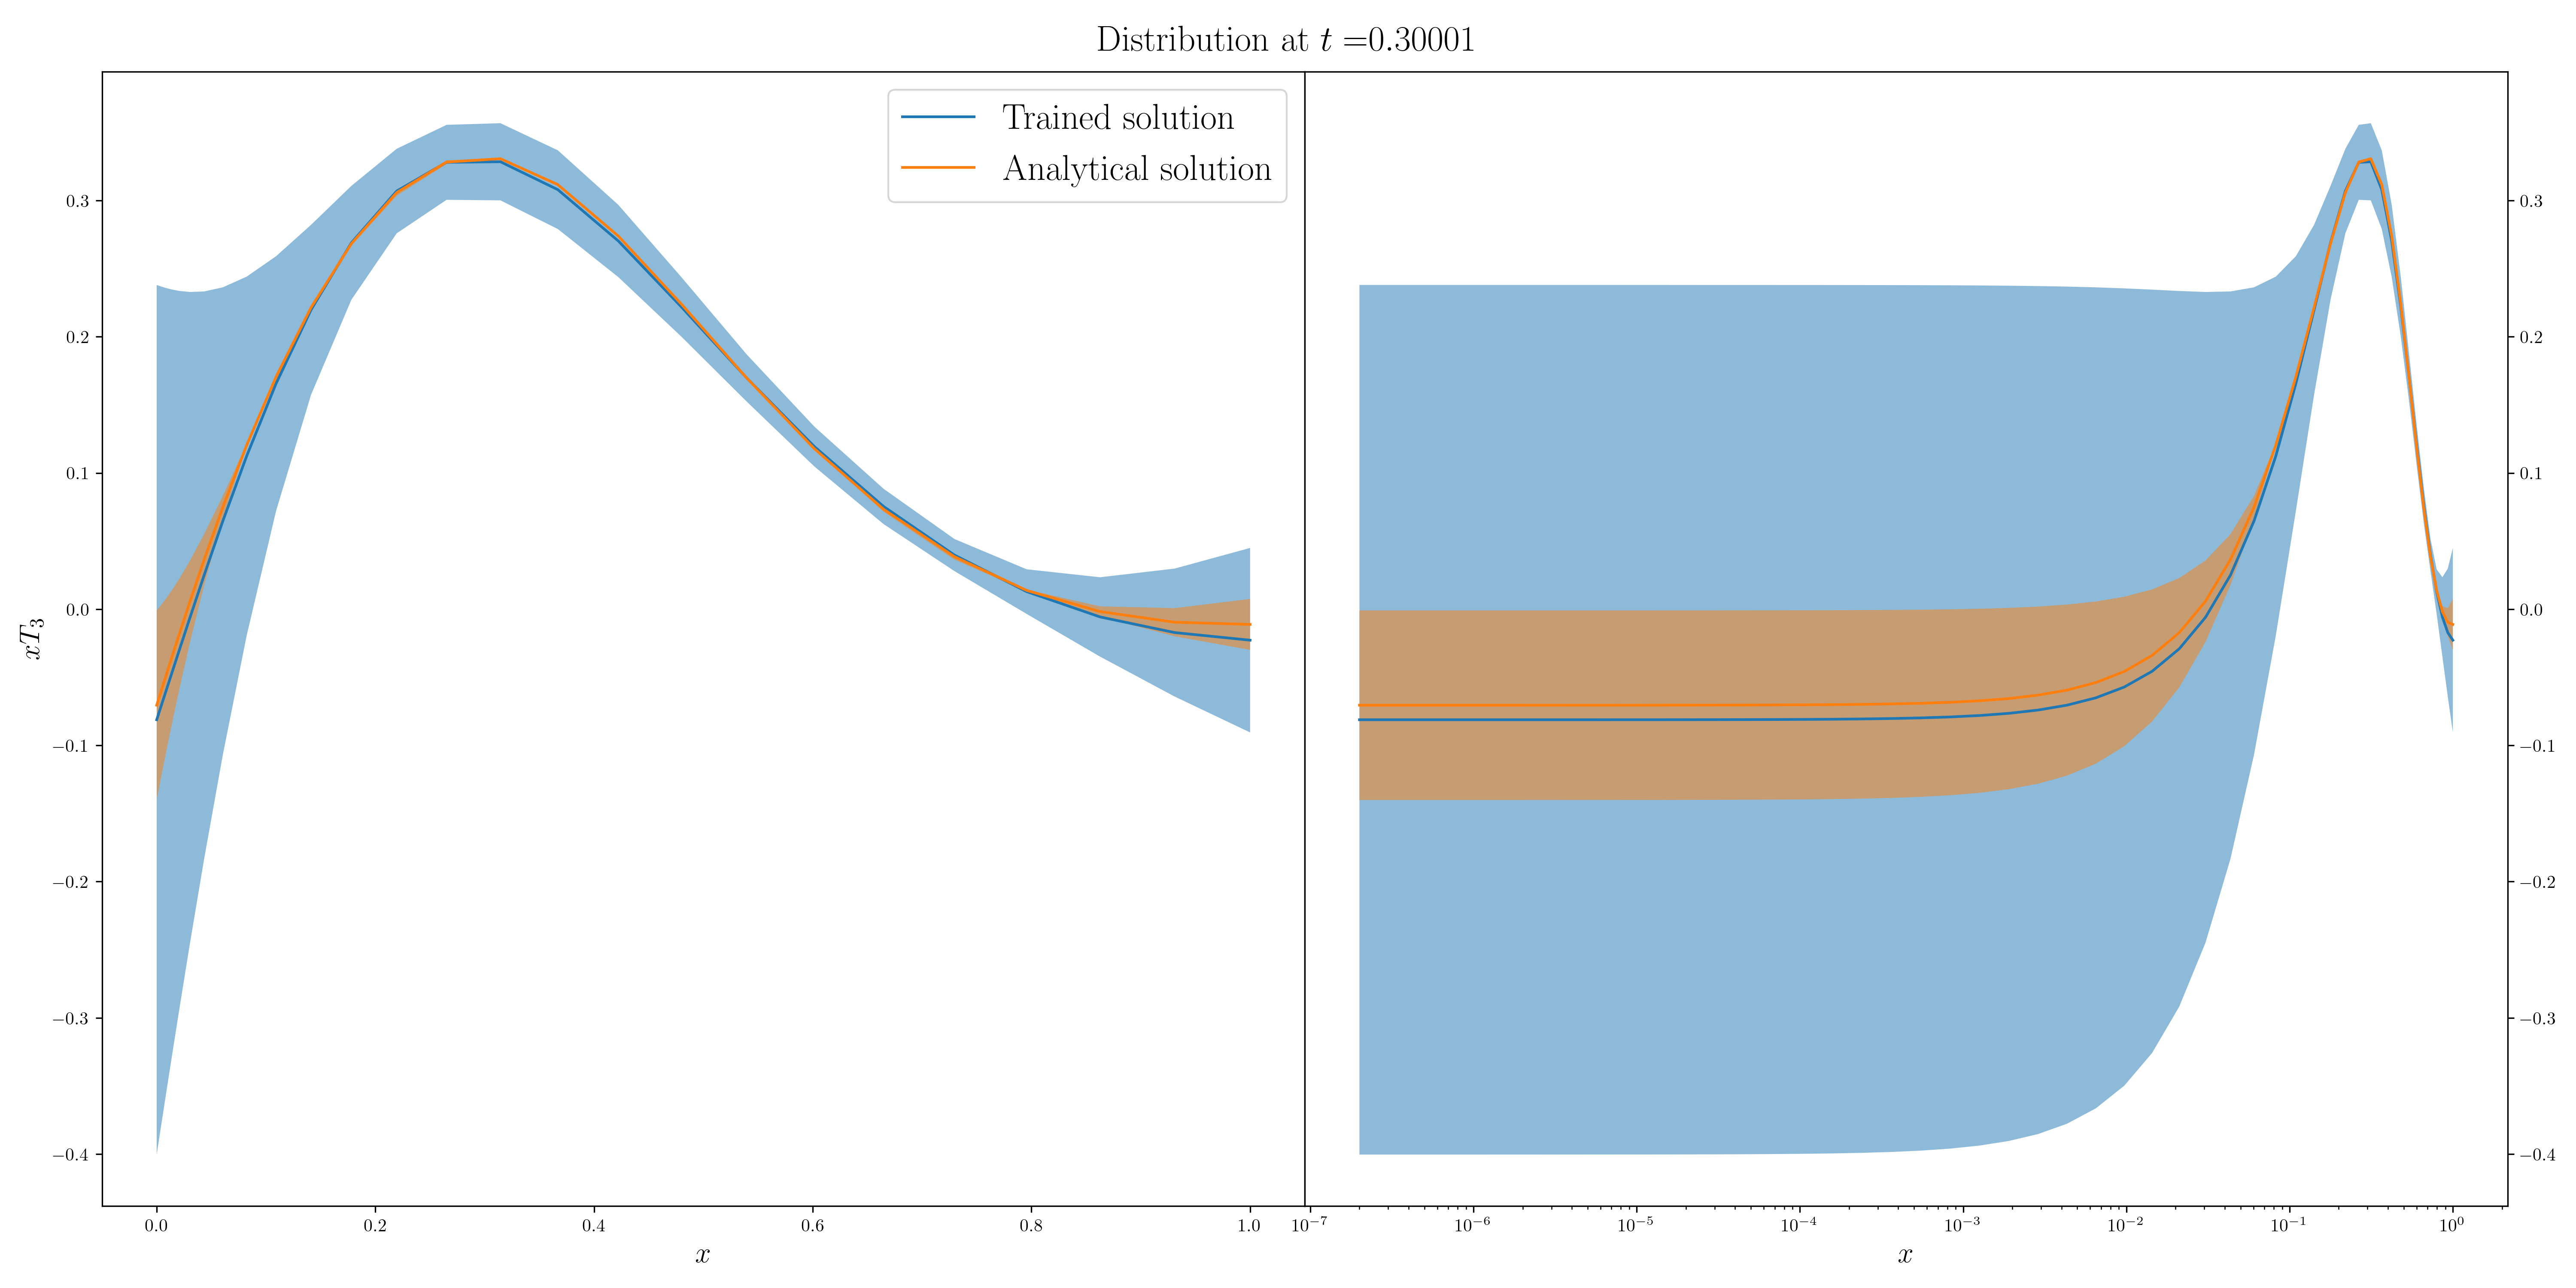 Distribution at t =0.30001
Trained solution
Analytical solution
xT₃
0.3
0.2
0.1
0.0
−0.1
−0.2
−0.3
−0.4
0.0 0.2 0.4 0.6 0.8 1.0
x
10⁻⁷ 10⁻⁶ 10⁻⁵ 10⁻⁴ 10⁻³ 10⁻² 10⁻¹ 10⁰
x
0.3
0.2
0.1
0.0
−0.1
−0.2
−0.3
−0.4